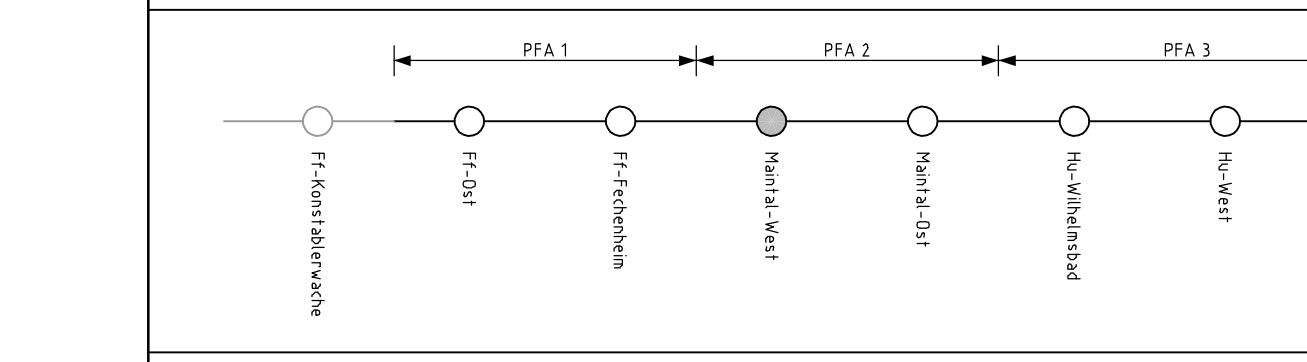 PFA 1
PFA 2
PFA 3
Ff-Konstablerwache
Ff-Ost
Ff-Fechenheim
Maintal-West
Maintal-Ost
Hu-Wilhelmsbad
Hu-West